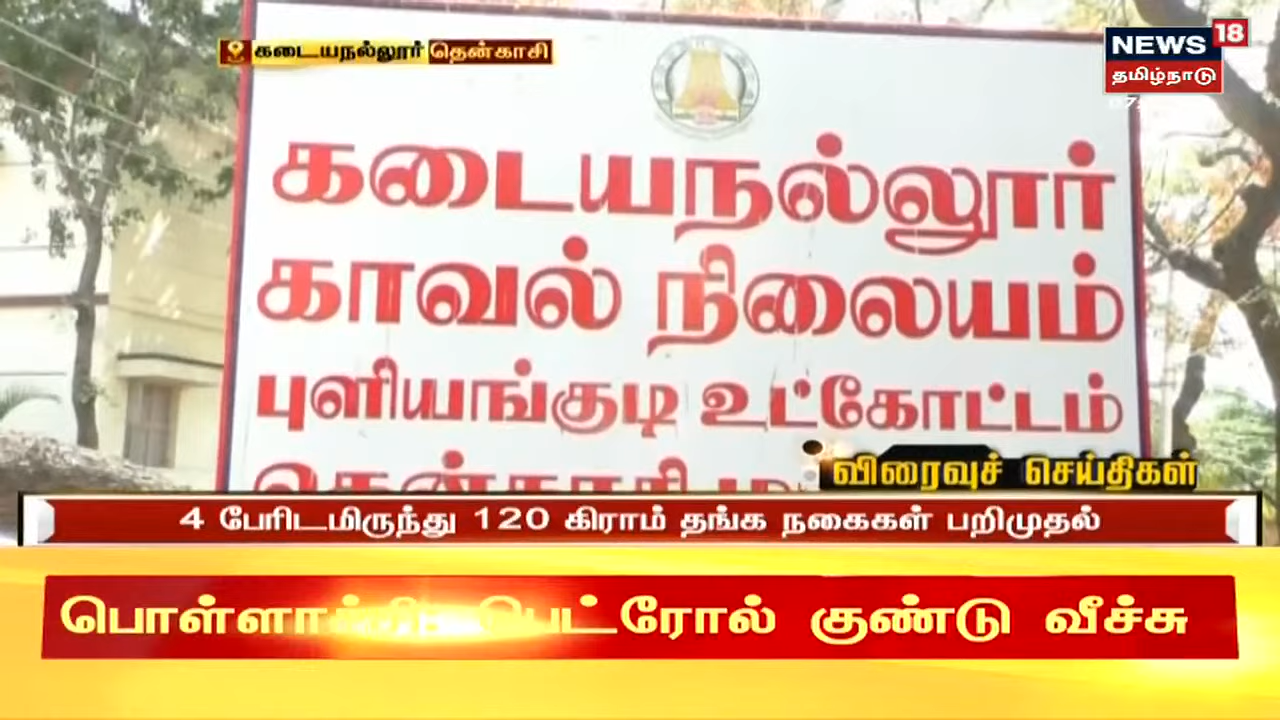 கடையநல்லூர் தென்காசி
NEWS 18
தமிழ்நாடு
கடையநல்லூர்
காவல் நிலையம்
புளியங்குடி உட்கோட்டம்
தென்காசி
விரைவுச் செய்திகள்
4 பேரிடமிருந்து 120 கிராம் தங்க நகைகள் பறிமுதல்
பெட்ரோல் குண்டு வீச்சு